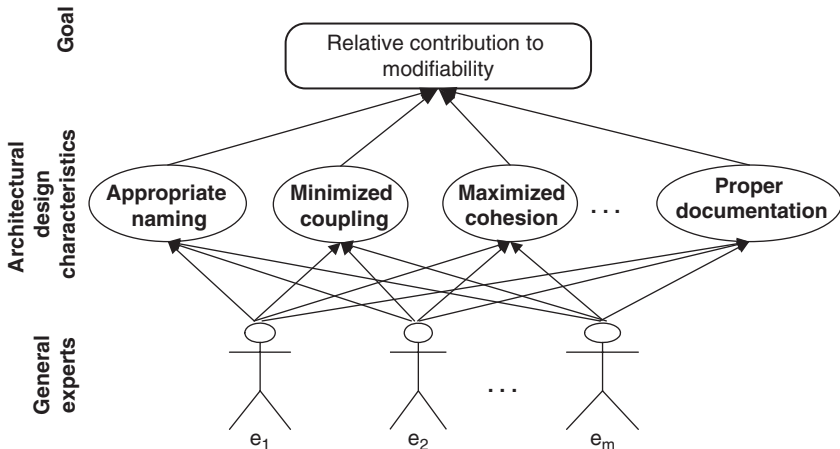 Goal
Relative contribution to
modifiability
Architectural
design
characteristics
Appropriate
naming
Minimized
coupling
Maximized
cohesion
...
Proper
documentation
General
experts
...
e1
e2
em